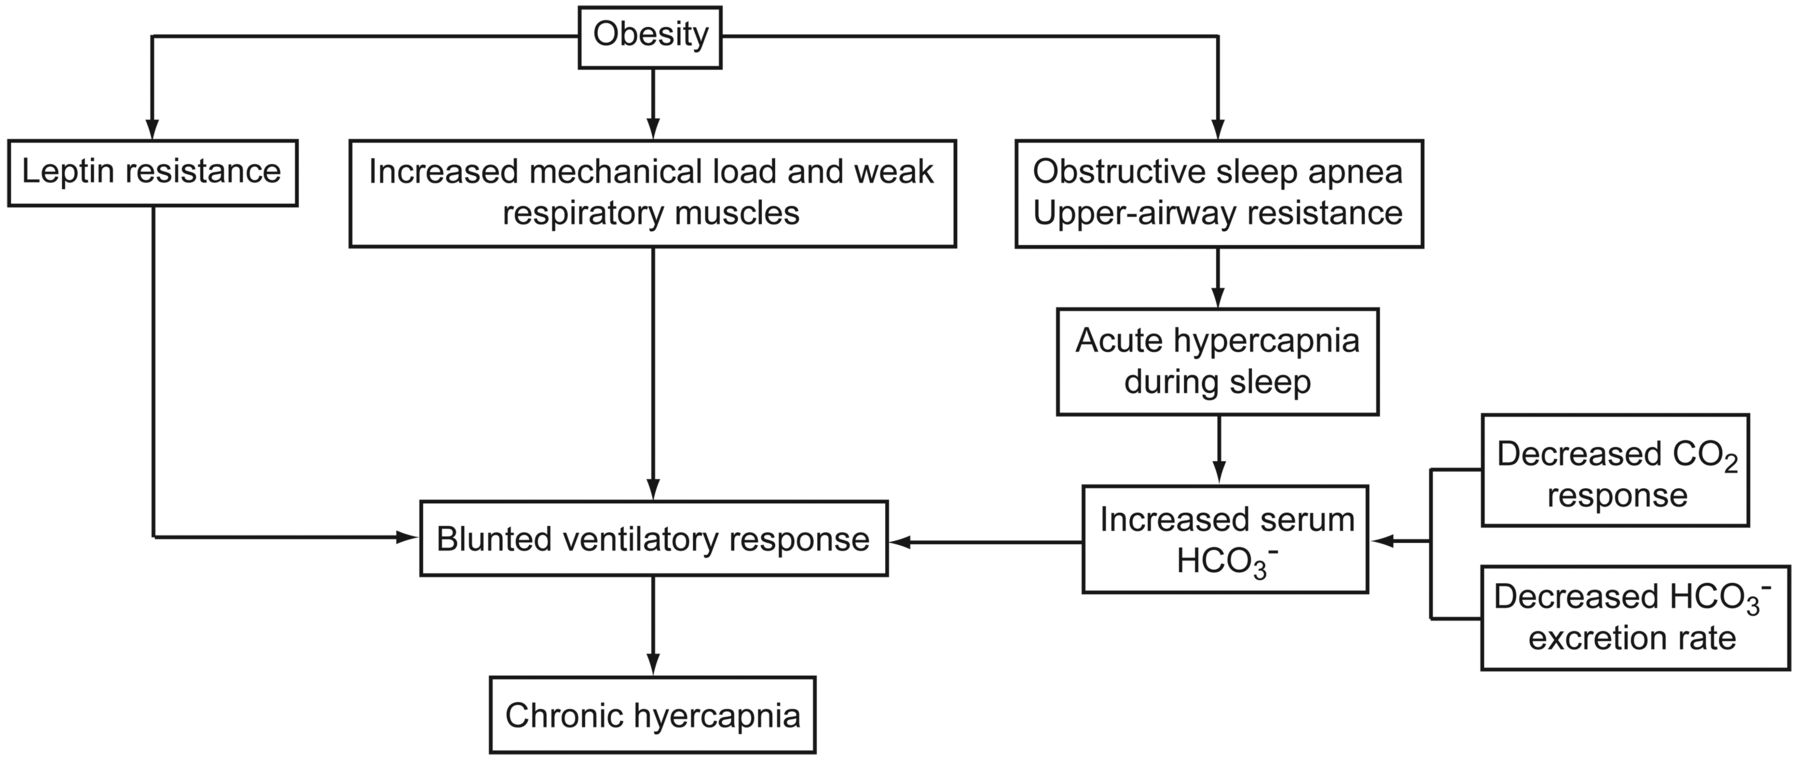 Obesity
Leptin resistance
Increased mechanical load and weak
respiratory muscles
Obstructive sleep apnea
Upper-airway resistance
Acute hypercapnia
during sleep
Decreased CO₂
response
Increased serum
HCO₃⁻
Blunted ventilatory response
Decreased HCO₃⁻
excretion rate
Chronic hyercapnia